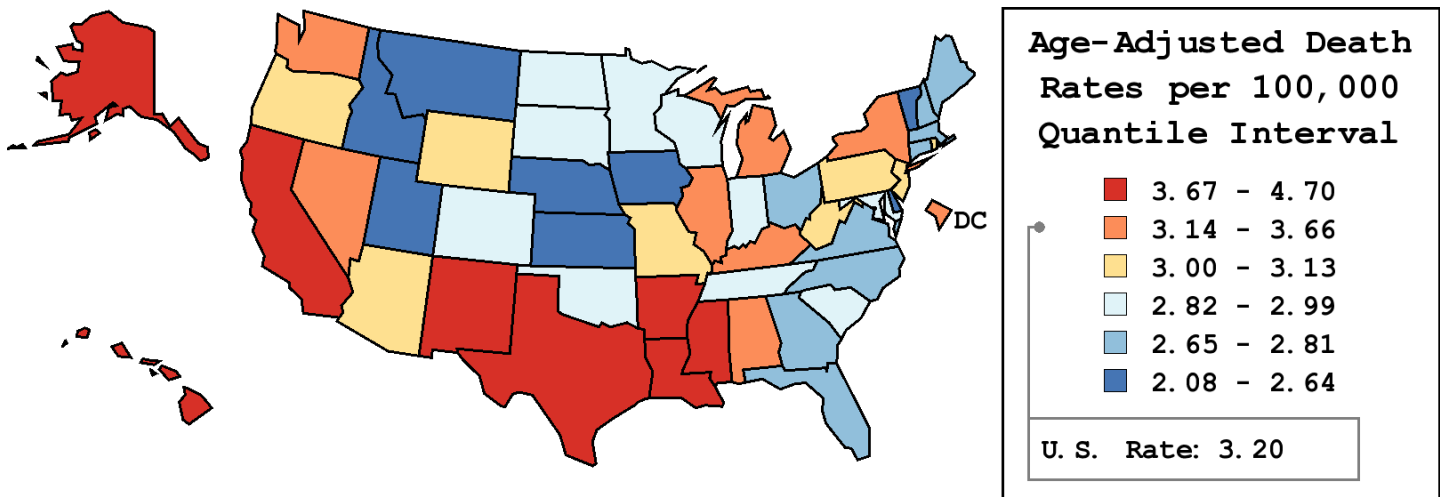 DC
Age-Adjusted Death
Rates per 100,000
Quantile Interval
3.67 - 4.70
3.14 - 3.66
3.00 - 3.13
2.82 - 2.99
2.65 - 2.81
2.08 - 2.64
U.S. Rate: 3.20